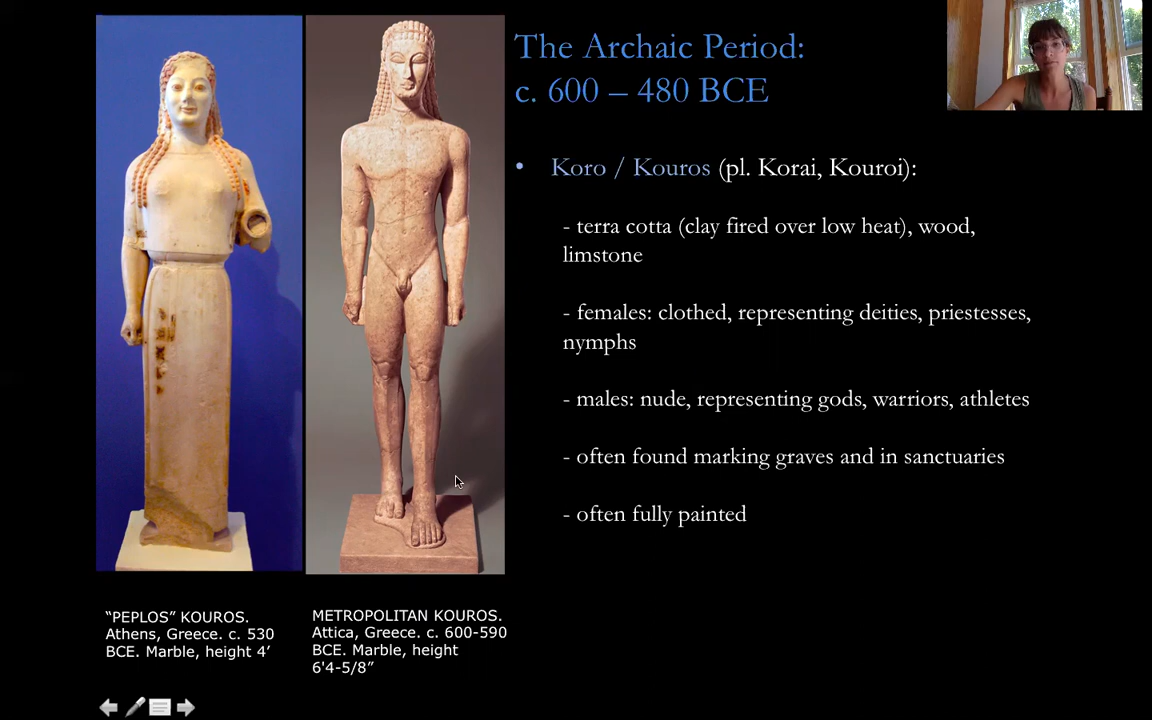 The Archaic Period:
c. 600 – 480 BCE
• Koro / Kouros (pl. Korai, Kouroi):
- terra cotta (clay fired over low heat), wood,
limstone
- females: clothed, representing deities, priestesses,
nymphs
- males: nude, representing gods, warriors, athletes
- often found marking graves and in sanctuaries
- often fully painted
“PEPLOS” KOUROS.
Athens, Greece. c. 530
BCE. Marble, height 4’
METROPOLITAN KOUROS.
Attica, Greece. c. 600-590
BCE. Marble, height
6'4-5/8”